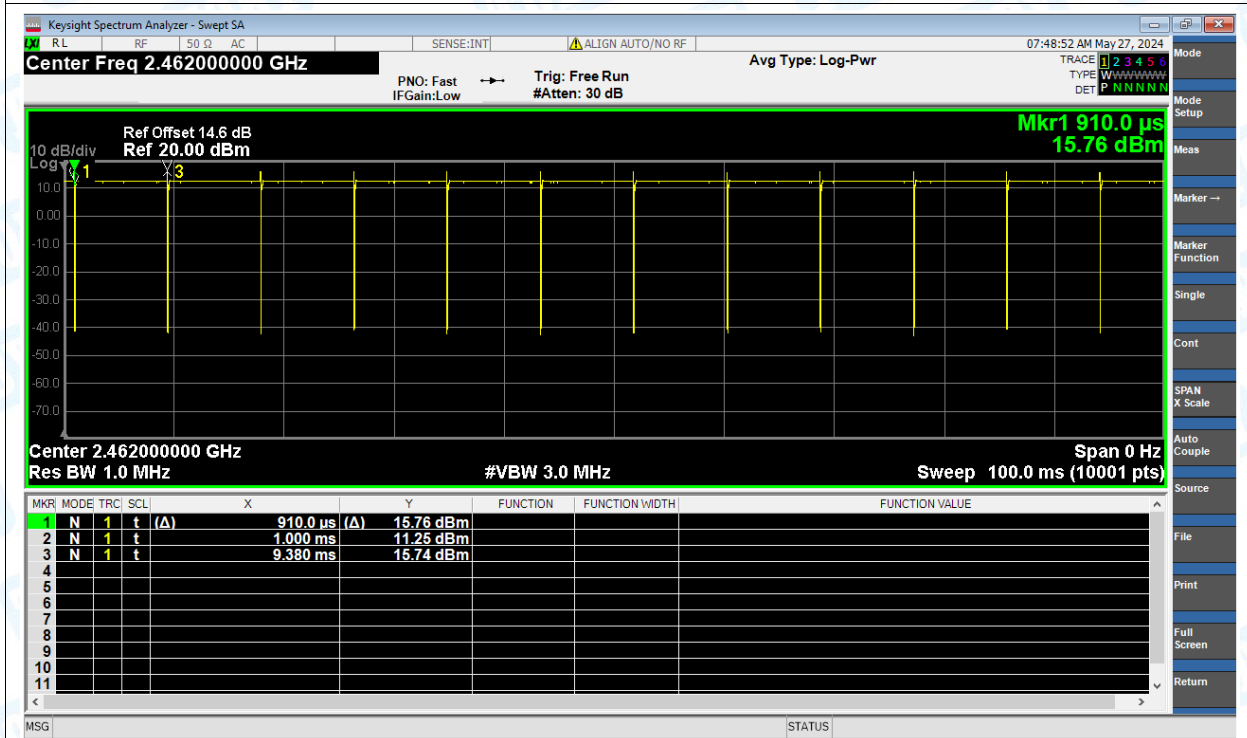 Keysight Spectrum Analyzer - Swept SA
LXI RL RF 50 Ω AC SENSE:INT ALIGN AUTO/NO RF 07:48:52 AM May 27, 2024
Center Freq 2.462000000 GHz
PNO: Fast
IFGain:Low
Trig: Free Run
#Atten: 30 dB
Avg Type: Log-Pwr
TRACE 1 2 3 4 5 6
TYPE WWWWWW
DET P N N N N N
Ref Offset 14.6 dB
10 dB/div Ref 20.00 dBm
Log
Mkr1 910.0 µs
15.76 dBm
1
3
10.0
0.00
-10.0
-20.0
-30.0
-40.0
-50.0
-60.0
-70.0
Center 2.462000000 GHz Span 0 Hz
Res BW 1.0 MHz #VBW 3.0 MHz Sweep 100.0 ms (10001 pts)
MKR MODE TRC SCL X Y FUNCTION FUNCTION WIDTH FUNCTION VALUE
1 N 1 t (Δ) 910.0 µs (Δ) 15.76 dBm
2 N 1 t 1.000 ms 11.25 dBm
3 N 1 t 9.380 ms 15.74 dBm
4
5
6
7
8
9
10
11
MSG STATUS
Mode
Mode
Setup
Meas
Marker →
Marker
Function
Single
Cont
SPAN
X Scale
Auto
Couple
Source
File
Print
Full
Screen
Return